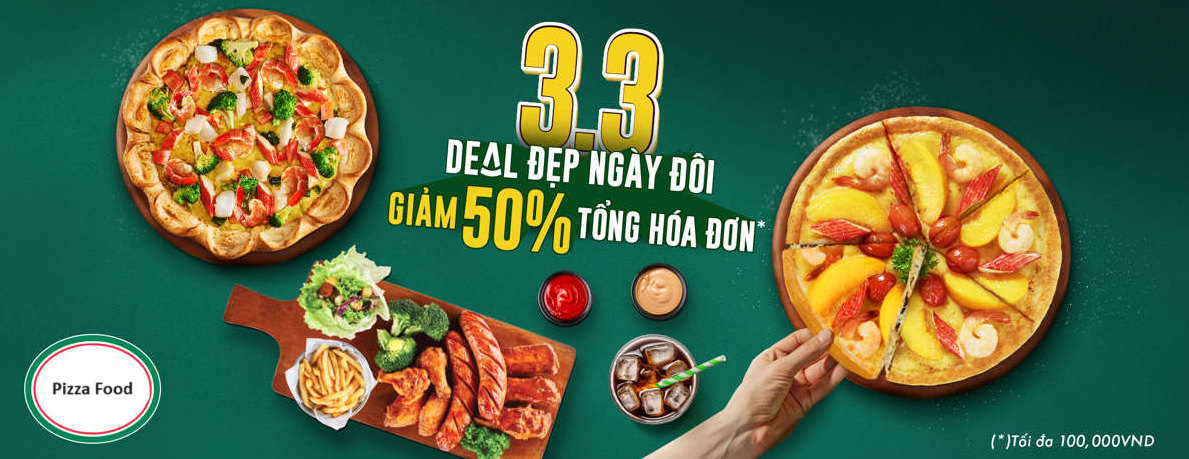 3.3
DEAL ĐẸP NGÀY ĐÔI
GIẢM 50% TỔNG HÓA ĐƠN*
Pizza Food
(*)Tối đa 100,000VND